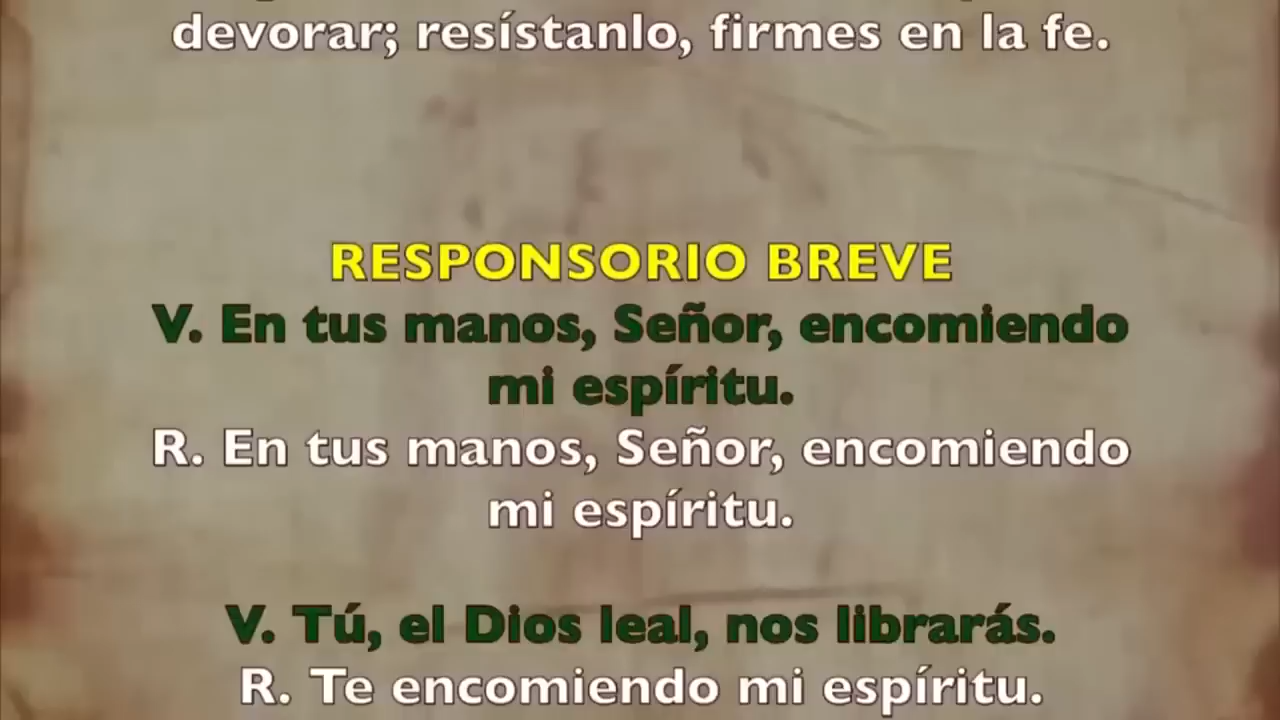 devorar; resístanlo, firmes en la fe.
RESPONSORIO BREVE
V. En tus manos, Señor, encomiendo
mi espíritu.
R. En tus manos, Señor, encomiendo
mi espíritu.
V. Tú, el Dios leal, nos librarás.
R. Te encomiendo mi espíritu.